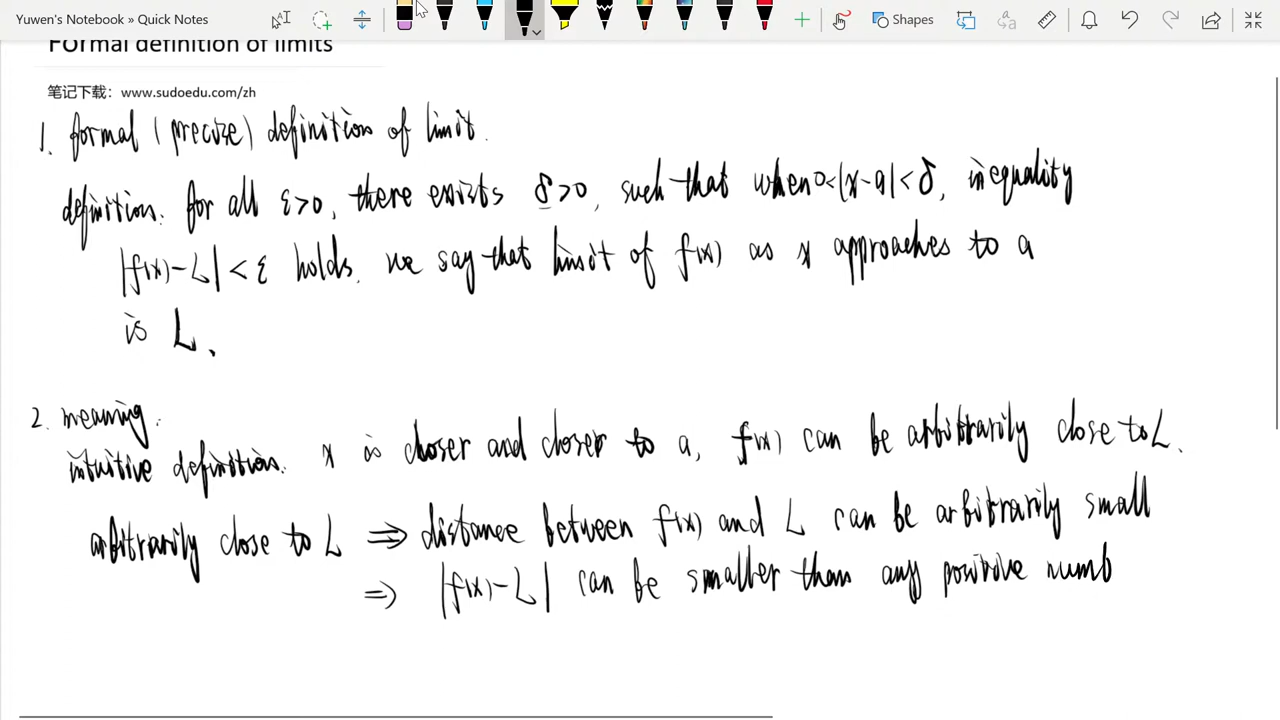 Yuwen's Notebook » Quick Notes
Shapes
Formal definition of limits
笔记下载：www.sudoedu.com/zh
1. formal (precise) definition of limit.
definition. for all ε>0, there exists δ>0, such that when 0<|x-a|<δ, inequality
|f(x)-L|<ε holds. we say that limit of f(x) as x approaches to a
is L.
2. meaning.
intuitive definition. x is closer and closer to a, f(x) can be arbitrarily close to L.
arbitrarily close to L ⇒ distance between f(x) and L can be arbitrarily small
⇒ |f(x)-L| can be smaller than any positive numb